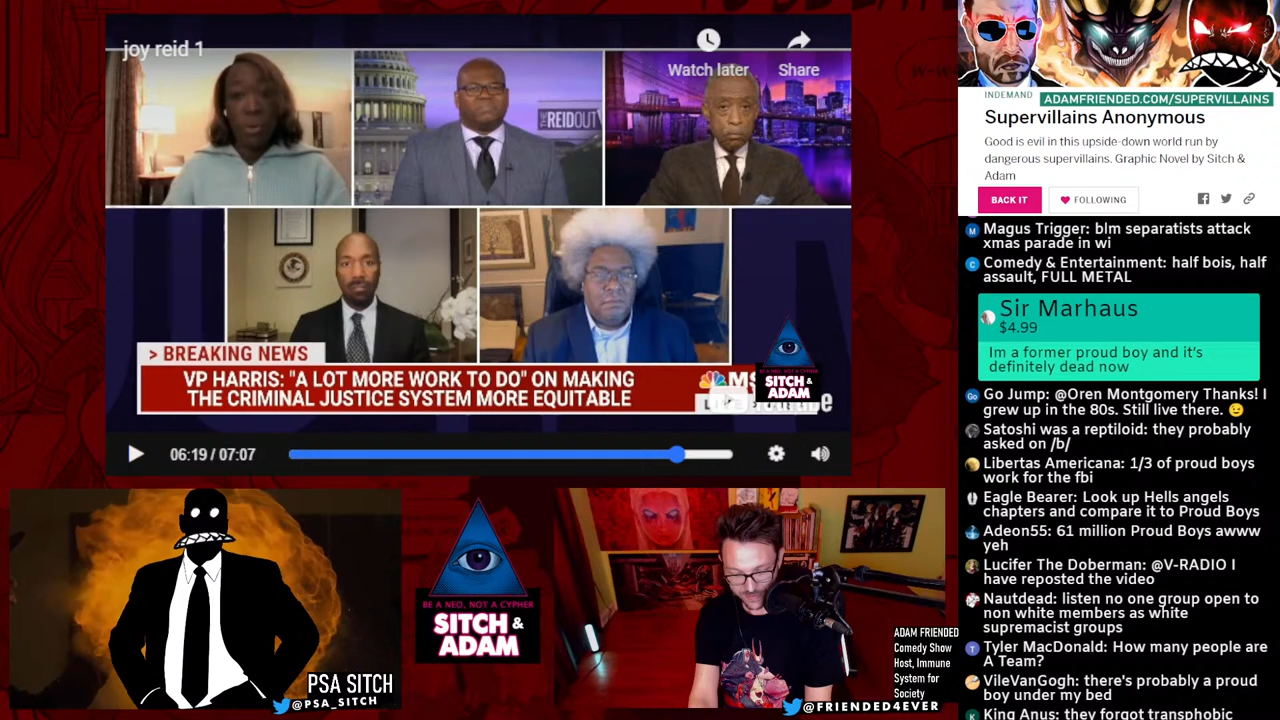 joy reid 1
Watch later
Share
THE REIDOUT
> BREAKING NEWS
VP HARRIS: "A LOT MORE WORK TO DO" ON MAKING
THE CRIMINAL JUSTICE SYSTEM MORE EQUITABLE
BE A NEO, NOT A CYPHER
SITCH &
ADAM
06:19 / 07:07
PSA SITCH
@PSA_SITCH
BE A NEO, NOT A CYPHER
SITCH &
ADAM
ADAM FRIENDED
Comedy Show
Host, Immune
System for
Society
@FRIENDED4EVER
INDEMAND
ADAMFRIENDED.COM/SUPERVILLAINS
Supervillains Anonymous
Good is evil in this upside-down world run by
dangerous supervillains. Graphic Novel by Sitch &
Adam
BACK IT
FOLLOWING
Magus Trigger: blm separatists attack
xmas parade in wi
Comedy & Entertainment: half bois, half
assault, FULL METAL
Sir Marhaus
$4.99
Im a former proud boy and it's
definitely dead now
Go Jump: @Oren Montgomery Thanks! I
grew up in the 80s. Still live there. 😉
Satoshi was a reptiloid: they probably
asked on /b/
Libertas Americana: 1/3 of proud boys
work for the fbi
Eagle Bearer: Look up Hells angels
chapters and compare it to Proud Boys
Adeon55: 61 million Proud Boys awww
yeh
Lucifer The Doberman: @V-RADIO I
have reposted the video
Nautdead: listen no one group open to
non white members as white
supremacist groups
Tyler MacDonald: How many people are
A Team?
VileVanGogh: there's probably a proud
boy under my bed
King Anus: they forgot transphobic